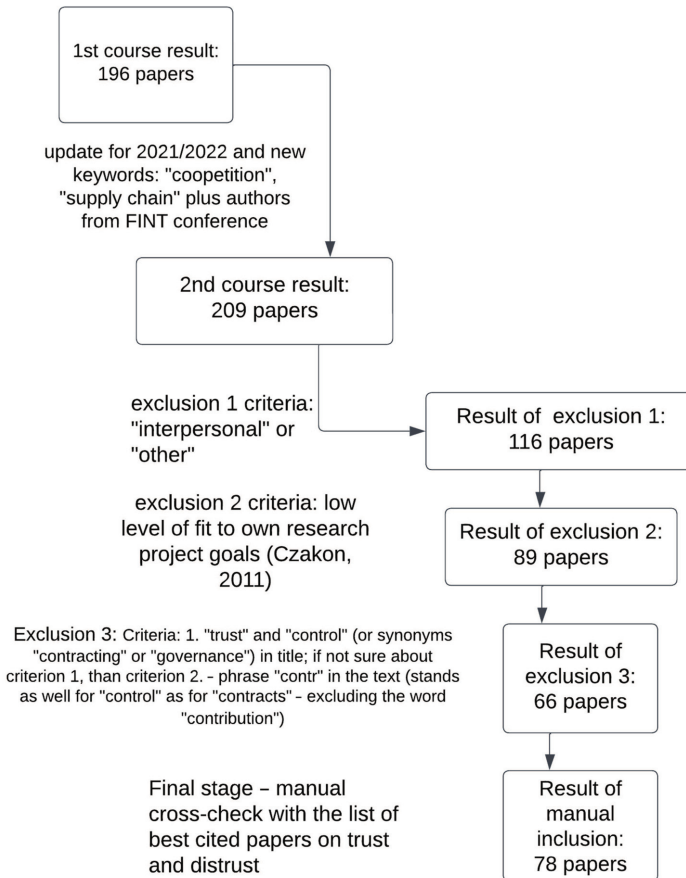 1st course result:
196 papers
update for 2021/2022 and new
keywords: "coopetition",
"supply chain" plus authors
from FINT conference
2nd course result:
209 papers
exclusion 1 criteria:
"interpersonal" or
"other"
Result of exclusion 1:
116 papers
exclusion 2 criteria: low
level of fit to own research
project goals (Czakon,
2011)
Result of exclusion 2:
89 papers
Exclusion 3: Criteria: 1. "trust" and "control" (or synonyms
"contracting" or "governance") in title; if not sure about
criterion 1, than criterion 2. – phrase "contr" in the text (stands
as well for "control" as for "contracts" – excluding the word
"contribution")
Result of
exclusion 3:
66 papers
Final stage – manual
cross-check with the list of
best cited papers on trust
and distrust
Result of
manual
inclusion:
78 papers